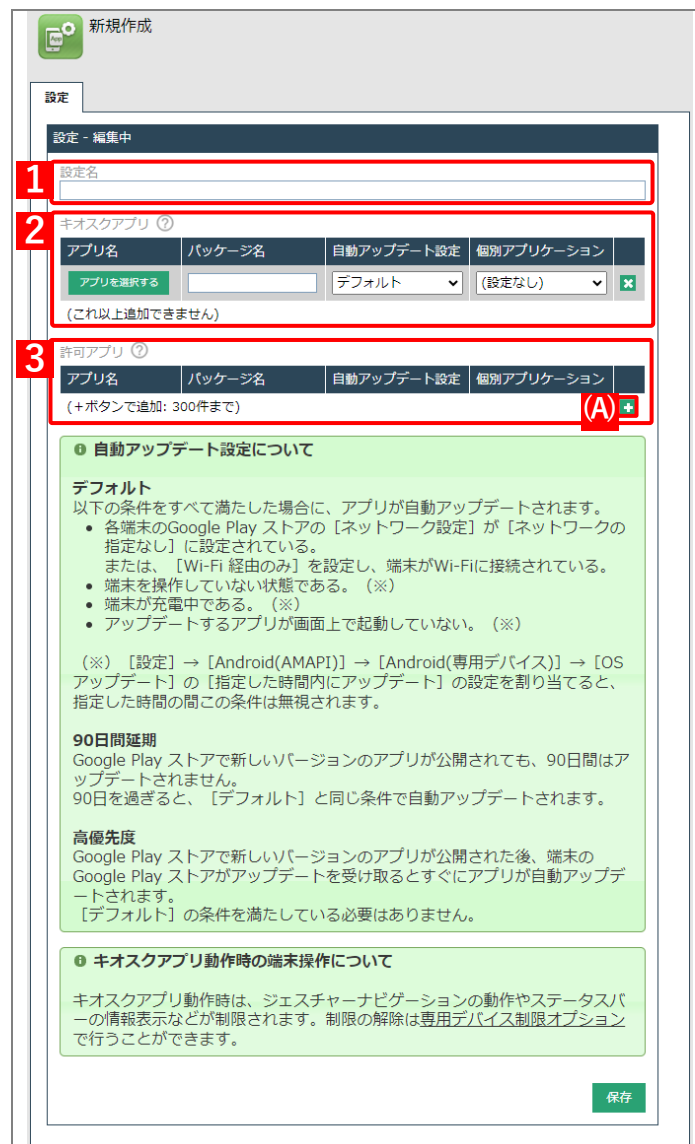 新規作成
設定
設定 - 編集中
1
設定名
2
キオスクアプリ ?
アプリ名 パッケージ名 自動アップデート設定 個別アプリケーション
アプリを選択する デフォルト (設定なし)
(これ以上追加できません)
3
許可アプリ ?
アプリ名 パッケージ名 自動アップデート設定 個別アプリケーション
(+ボタンで追加: 300件まで) (A)
自動アップデート設定について
デフォルト
以下の条件をすべて満たした場合に、アプリが自動アップデートされます。
• 各端末のGoogle Play ストアの［ネットワーク設定］が［ネットワークの
指定なし］に設定されている。
または、［Wi-Fi 経由のみ］を設定し、端末がWi-Fiに接続されている。
• 端末を操作していない状態である。（※）
• 端末が充電中である。（※）
• アップデートするアプリが画面上で起動していない。（※）
（※）［設定］→［Android(AMAPI)］→［Android(専用デバイス)］→［OS
アップデート］の［指定した時間内にアップデート］の設定を割り当てると、
指定した時間の間この条件は無視されます。
90日間延期
Google Play ストアで新しいバージョンのアプリが公開されても、90日間はア
ップデートされません。
90日を過ぎると、［デフォルト］と同じ条件で自動アップデートされます。
高優先度
Google Play ストアで新しいバージョンのアプリが公開された後、端末の
Google Play ストアがアップデートを受け取るとすぐにアプリが自動アップデ
ートされます。
［デフォルト］の条件を満たしている必要はありません。
キオスクアプリ動作時の端末操作について
キオスクアプリ動作時は、ジェスチャーナビゲーションの動作やステータスバ
ーの情報表示などが制限されます。制限の解除は専用デバイス制限オプション
で行うことができます。
保存